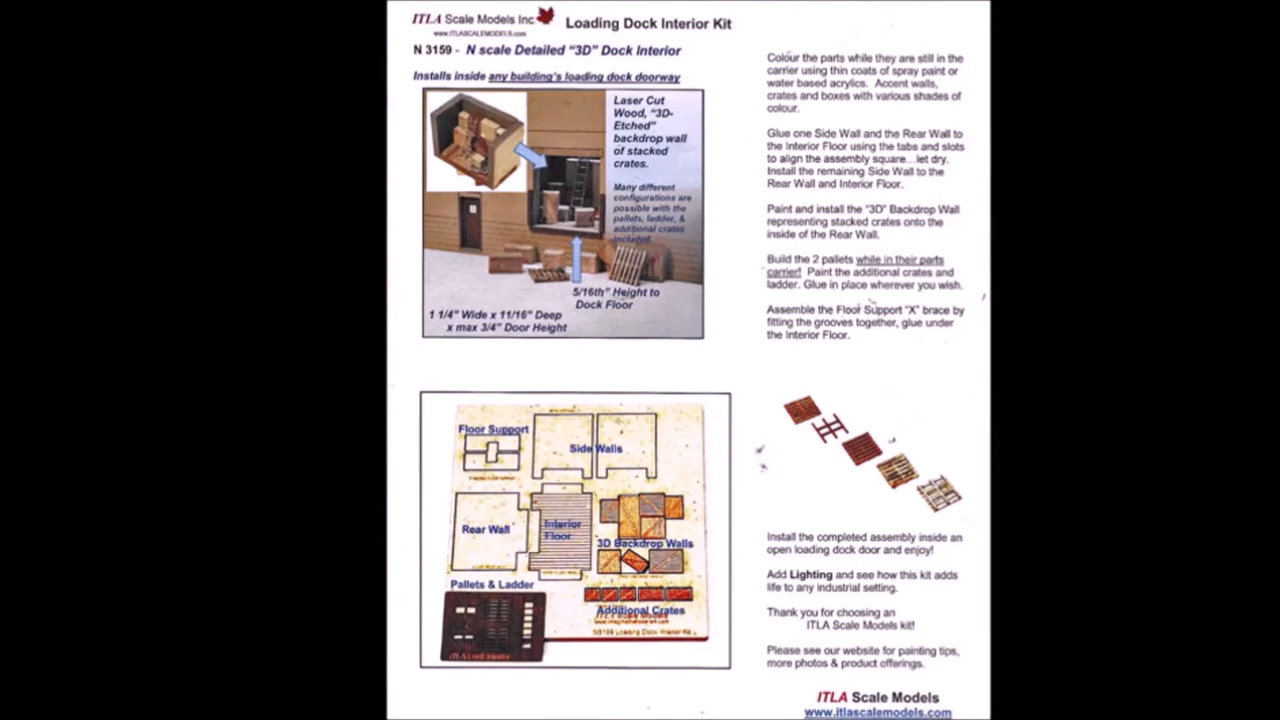 ITLA Scale Models Inc
www.ITLASCALEMODELS.com
Loading Dock Interior Kit
N 3159 - N scale Detailed “3D” Dock Interior
Installs inside any building's loading dock doorway
Laser Cut
Wood, “3D-
Etched”
backdrop wall
of stacked
crates.
Many different
configurations are
possible with the
pallets, ladder, &
additional crates
included
5/16th” Height to
Dock Floor
1 1/4” Wide x 11/16” Deep
x max 3/4” Door Height
Floor Support
Side Walls
Rear Wall
Interior
Floor
3D Backdrop Walls
Pallets & Ladder
Additional Crates
N3159 Loading Dock Interior Kit
Colour the parts while they are still in the
carrier using thin coats of spray paint or
water based acrylics. Accent walls,
crates and boxes with various shades of
colour.
Glue one Side Wall and the Rear Wall to
the Interior Floor using the tabs and slots
to align the assembly square...let dry.
Install the remaining Side Wall to the
Rear Wall and Interior Floor.
Paint and install the “3D” Backdrop Wall
representing stacked crates onto the
inside of the Rear Wall.
Build the 2 pallets while in their parts
carrier! Paint the additional crates and
ladder. Glue in place wherever you wish.
Assemble the Floor Support “X” brace by
fitting the grooves together, glue under
the Interior Floor.
Install the completed assembly inside an
open loading dock door and enjoy!
Add Lighting and see how this kit adds
life to any industrial setting.
Thank you for choosing an
ITLA Scale Models kit!
Please see our website for painting tips,
more photos & product offerings.
ITLA Scale Models
www.itlascalemodels.com